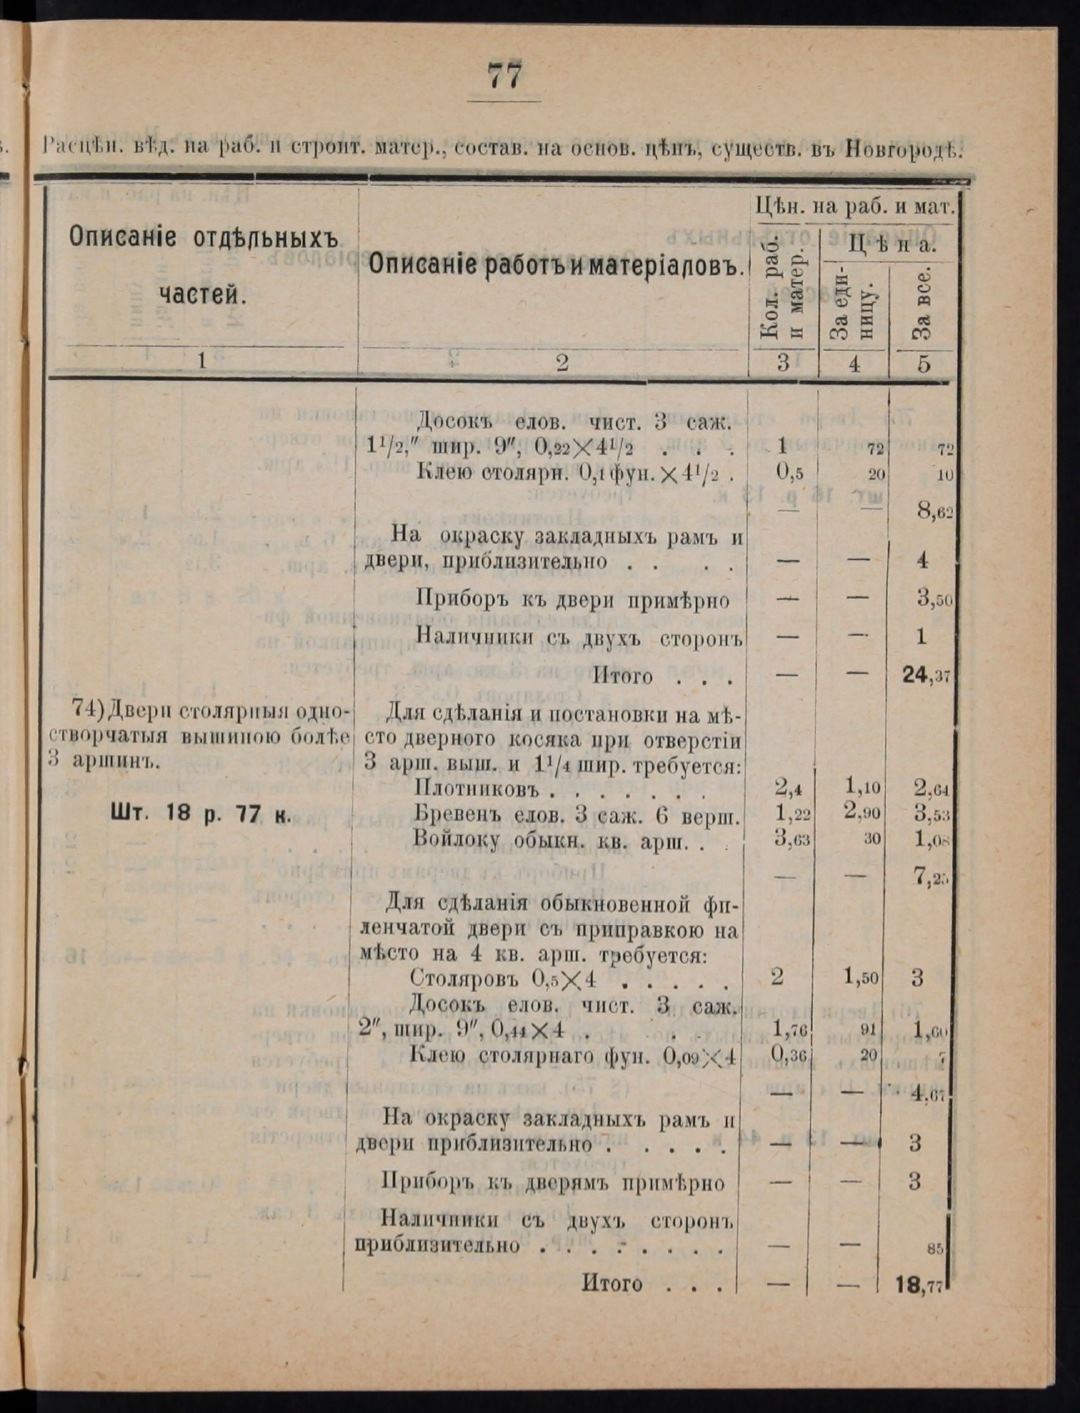 77
Расцѣн. вѣд. на раб. и строит. матер., состав. на основ. цѣнъ, существ. въ Новгородѣ.
Описаніе отдѣльныхъ частей.
Описаніе работъ и матеріаловъ.
Цѣн. на раб. и мат.
Кол. раб. и матер.
Цѣна.
За единицу.
За все.
1 2 3 4 5
Досокъ елов. чист. 3 саж.
1¹/₂,″ шир. 9″, 0,22×4¹/₂ . . . 1 72 72
Клею столярн. 0,1 фун.×4¹/₂ . 0,5 20 10
— — 8,62
На окраску закладныхъ рамъ и
двери, приблизительно . . . . — — 4
Приборъ къ двери примѣрно — — 3,50
Наличники съ двухъ сторонъ — — 1
Итого . . . — — 24,37
74) Двери столярныя одно-
створчатыя вышиною болѣе
3 аршинъ.
Шт. 18 р. 77 к.
Для сдѣланія и постановки на мѣ-
сто дверного косяка при отверстіи
3 арш. выш. и 1¹/₄ шир. требуется:
Плотниковъ . . . . . . . 2,4 1,10 2,64
Бревенъ елов. 3 саж. 6 верш. 1,22 2,90 3,53
Войлоку обыкн. кв. арш. . . 3,63 30 1,08
— — 7,25
Для сдѣланія обыкновенной фи-
ленчатой двери съ приправкою на
мѣсто на 4 кв. арш. требуется:
Столяровъ 0,5×4 . . . . . 2 1,50 3
Досокъ елов. чист. 3 саж.
2″, шир. 9″, 0,44×4 . . . 1,76 91 1,60
Клею столярнаго фун. 0,09×4 0,36 20 7
— — 4,67
На окраску закладныхъ рамъ и
двери приблизительно . . . . . — — 3
Приборъ къ дверямъ примѣрно — — 3
Наличники съ двухъ сторонъ
приблизительно . . . . . . . . — — 85
Итого . . . — — 18,77